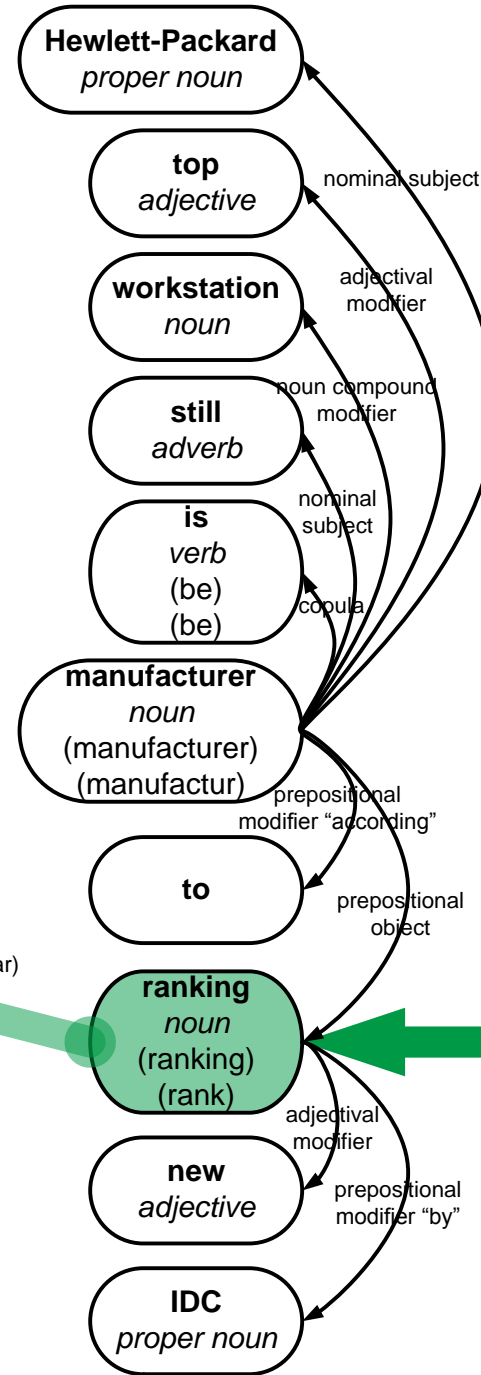 Hewlett-Packard
proper noun
nominal subject
top
adjective
adjectival
modifier
workstation
noun
noun compound
modifier
still
adverb
nominal
subject
is
verb
(be)
(be)
copula
manufacturer
noun
(manufacturer)
(manufactur)
prepositional
modifier “according”
to
prepositional
object
ar)
ranking
noun
(ranking)
(rank)
adjectival
modifier
new
adjective
prepositional
modifier “by”
IDC
proper noun